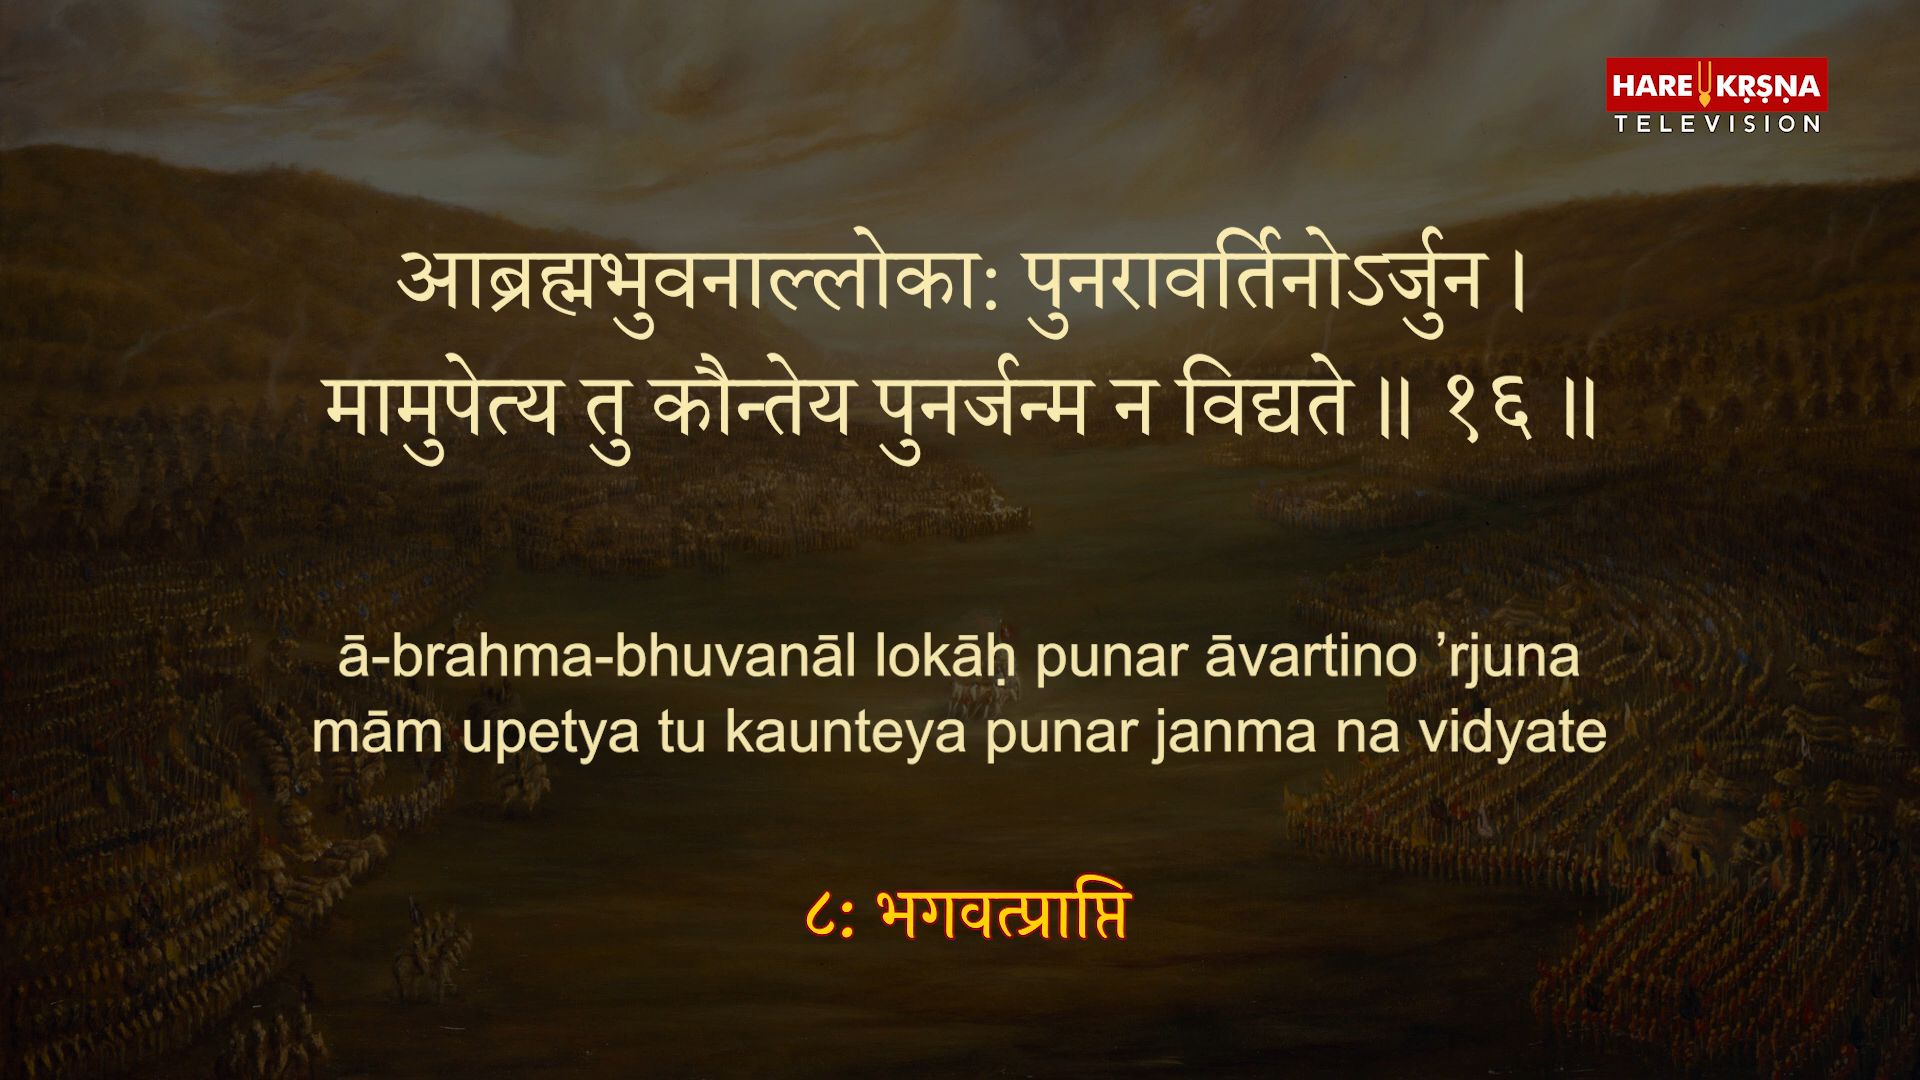 HARE KṚṢṆA
TELEVISION
आब्रह्मभुवनाल्लोका: पुनरावर्तिनोऽर्जुन ।
मामुपेत्य तु कौन्तेय पुनर्जन्म न विद्यते ॥ १६ ॥
ā-brahma-bhuvanāl lokāḥ punar āvartino ’rjuna
mām upetya tu kaunteya punar janma na vidyate
८: भगवत्प्राप्ति